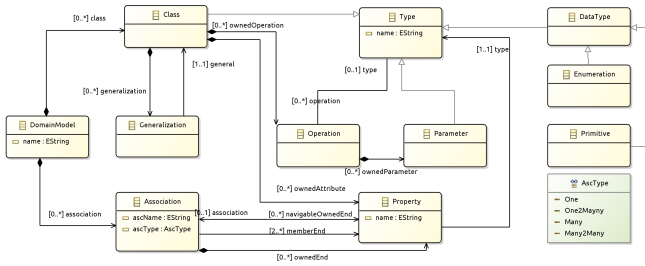 [0..*] class
Class
[0..*] ownedOperation
Type
name : EString
DataType
[1..1] type
[0..1] type
[1..1] general
Enumeration
[0..*] generalization
[0..*] operation
DomainModel
name : EString
Generalization
Operation
Parameter
Primitive
[0..*] ownedParameter
[0..*] ownedAttribute
AscType
One
One2Mayny
Many
Many2Many
Association
ascName : EString
ascType : AscType
[0..*] association
[0..1] association
[0..*] navigableOwnedEnd
[2..*] memberEnd
Property
name : EString
[0..*] ownedEnd